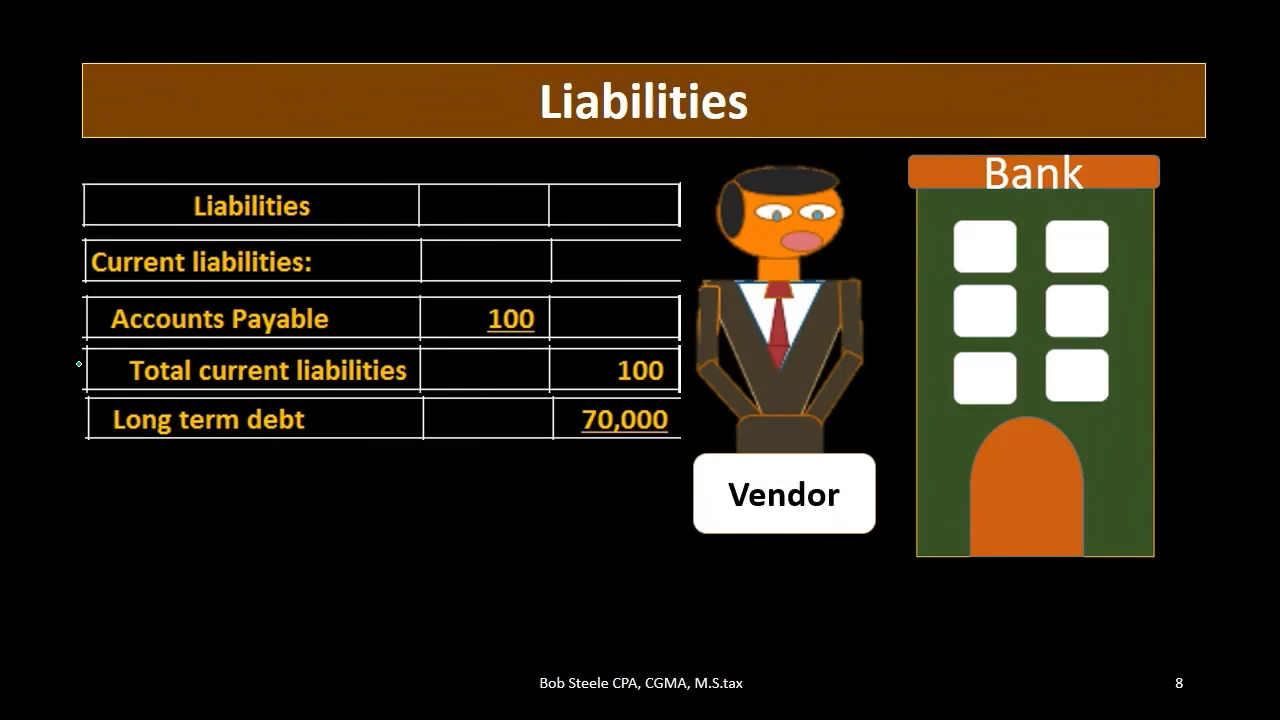 Liabilities
Liabilities
Current liabilities:
Accounts Payable 100
Total current liabilities 100
Long term debt 70,000
Bank
Vendor
Bob Steele CPA, CGMA, M.S.tax 8